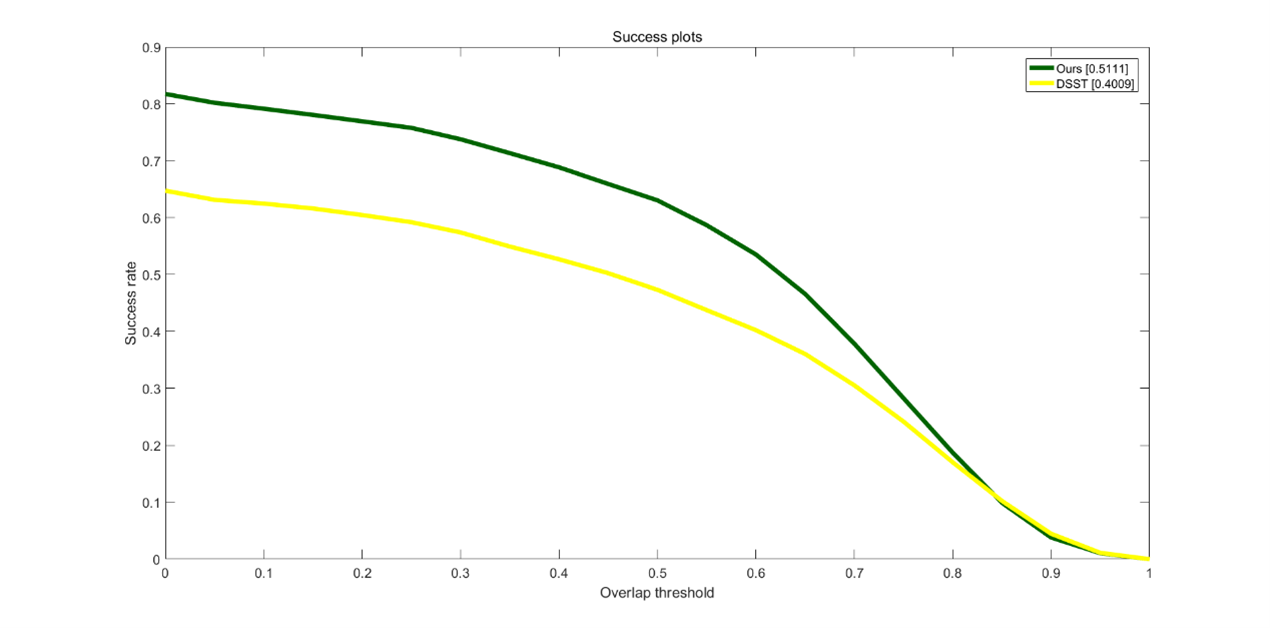 Success plots
Ours [0.5111]
DSST [0.4009]
0.9
0.8
0.7
0.6
0.5
0.4
0.3
0.2
0.1
0
Success rate
0 0.1 0.2 0.3 0.4 0.5 0.6 0.7 0.8 0.9 1
Overlap threshold